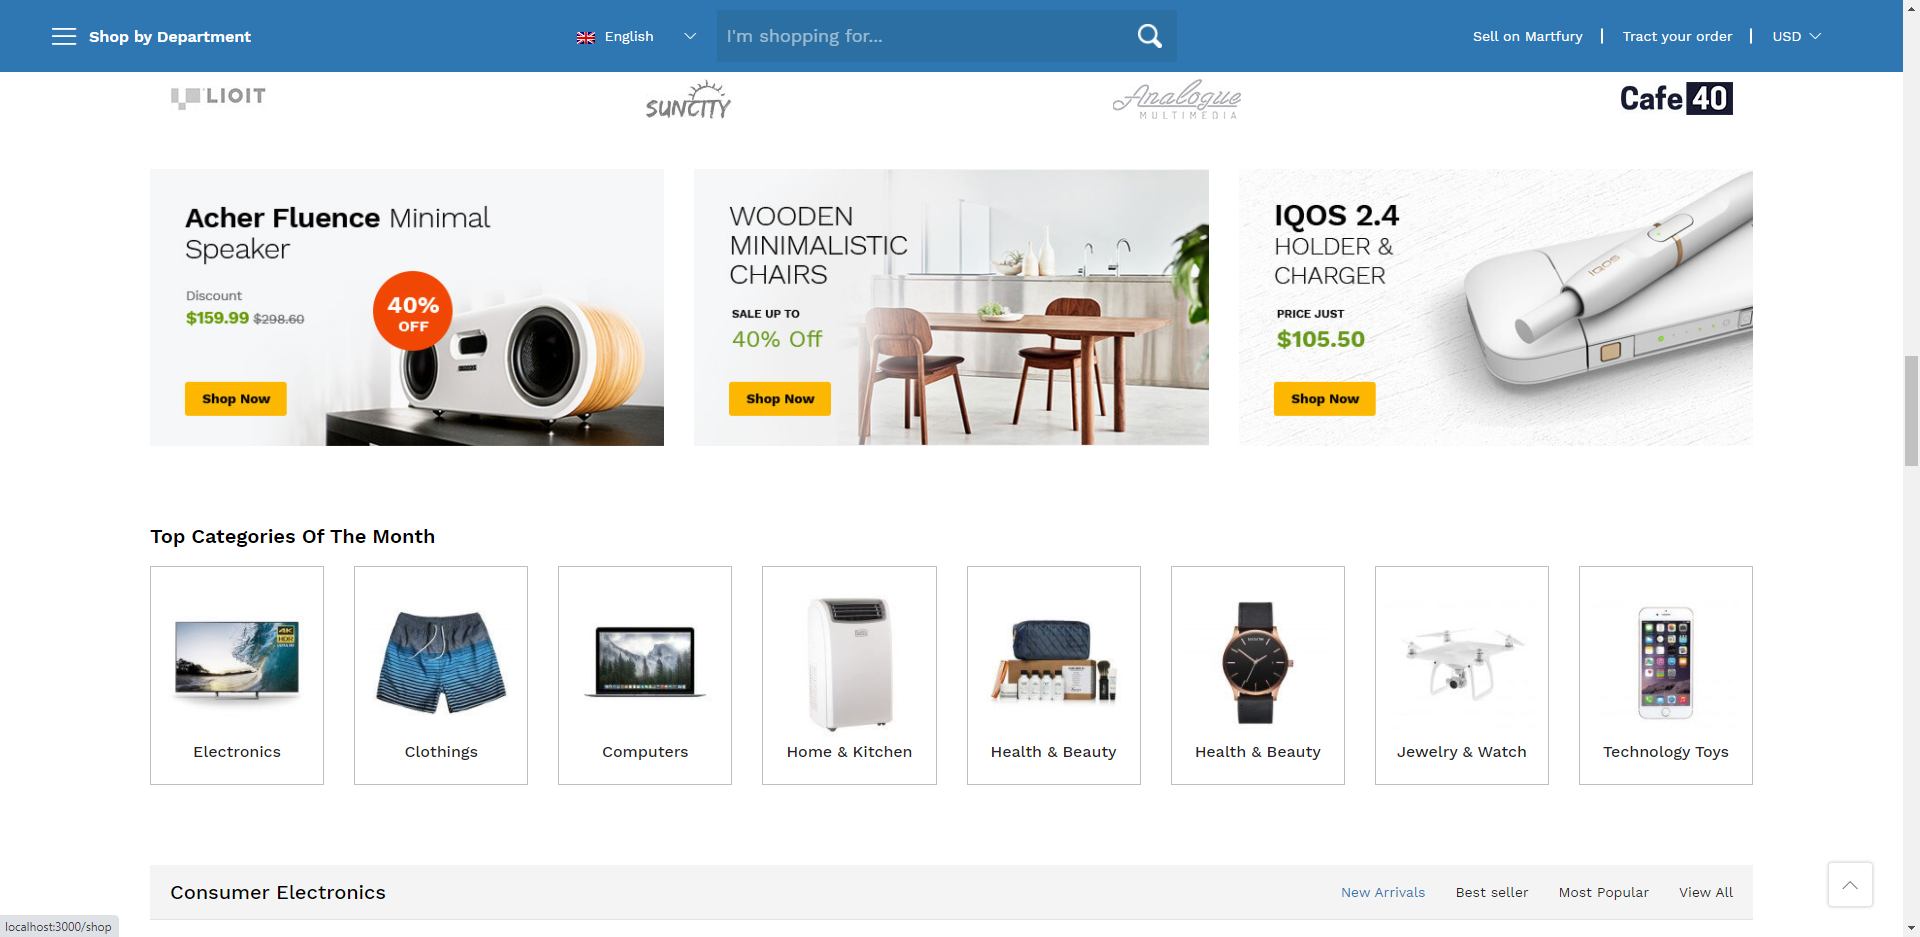 Shop by Department
English
I'm shopping for...
Sell on Martfury
Tract your order
USD
LIOIT
SUNCITY
Analogue
MULTIMEDIA
Cafe 40
Acher Fluence Minimal
Speaker
Discount
$159.99 $298.60
40%
OFF
Shop Now
WOODEN
MINIMALISTIC
CHAIRS
SALE UP TO
40% Off
Shop Now
IQOS 2.4
HOLDER &
CHARGER
PRICE JUST
$105.50
IQOS
Shop Now
Top Categories Of The Month
4K
HDR
Electronics
Clothings
Computers
Home & Kitchen
Health & Beauty
Health & Beauty
Jewelry & Watch
Technology Toys
Consumer Electronics
New Arrivals
Best seller
Most Popular
View All
localhost:3000/shop